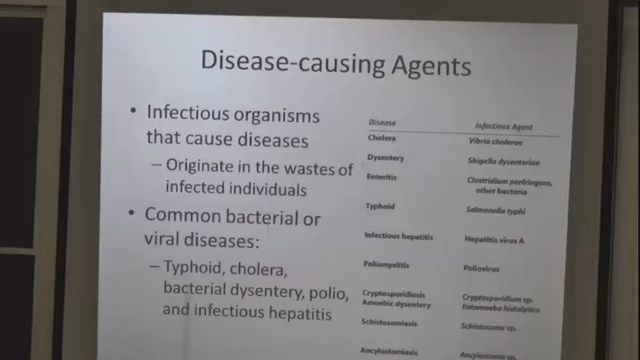 Disease-causing Agents
• Infectious organisms
that cause diseases
– Originate in the wastes of
infected individuals
• Common bacterial or
viral diseases:
– Typhoid, cholera,
bacterial dysentery, polio,
and infectious hepatitis
Disease Infectious Agent
Cholera Vibrio cholerae
Dysentery Shigella dysenteriae
Enteritis Clostridium perfringens,
other bacteria
Typhoid Salmonella typhi
Infectious hepatitis Hepatitis virus A
Poliomyelitis Poliovirus
Cryptosporidiosis Cryptosporidium sp.
Amoebic dysentery Entamoeba histolytica
Schistosomiasis Schistosoma sp.
Ancylostomiasis Ancylostoma sp.